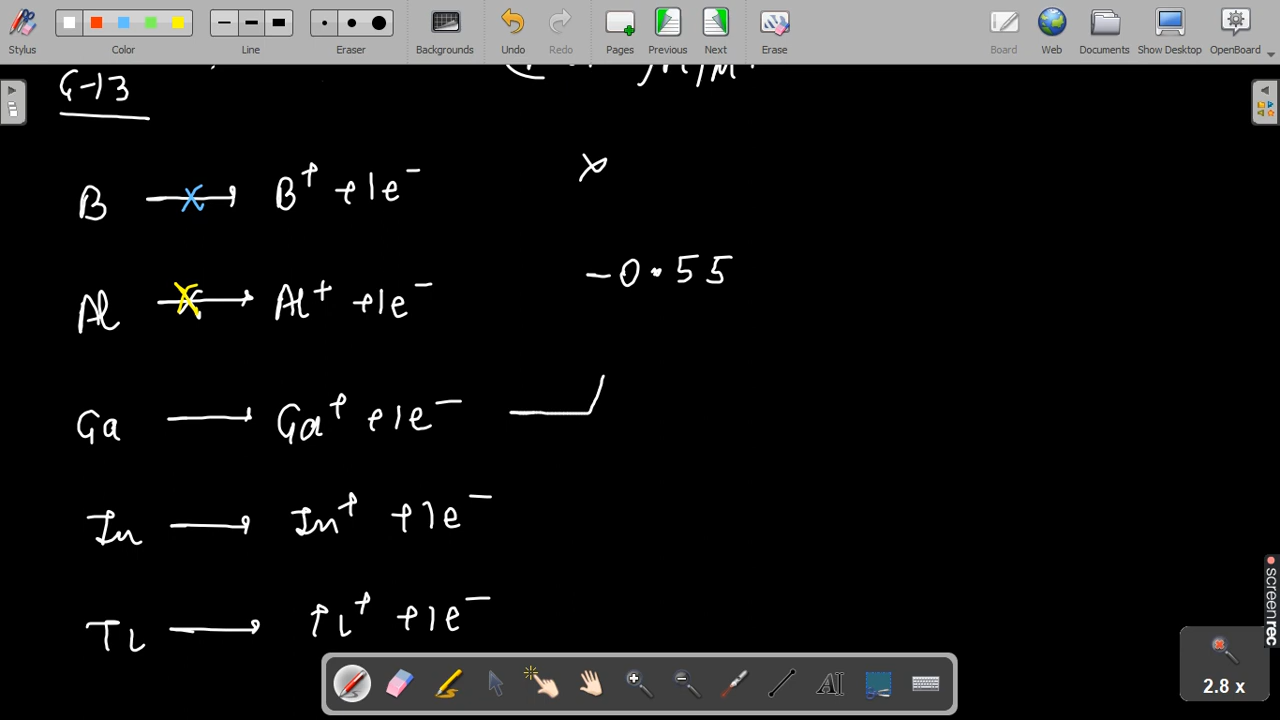 Stylus Color Line Eraser Backgrounds Undo Redo Pages Previous Next Erase Board Web Documents Show Desktop OpenBoard
G-13
B ⟶ B⁺ +1e⁻ x
Al ⟶ Al⁺ +1e⁻ -0.55
Ga ⟶ Ga⁺ +1e⁻
In ⟶ In⁺ +1e⁻
TL ⟶ TL⁺ +1e⁻
screenrec
2.8 x